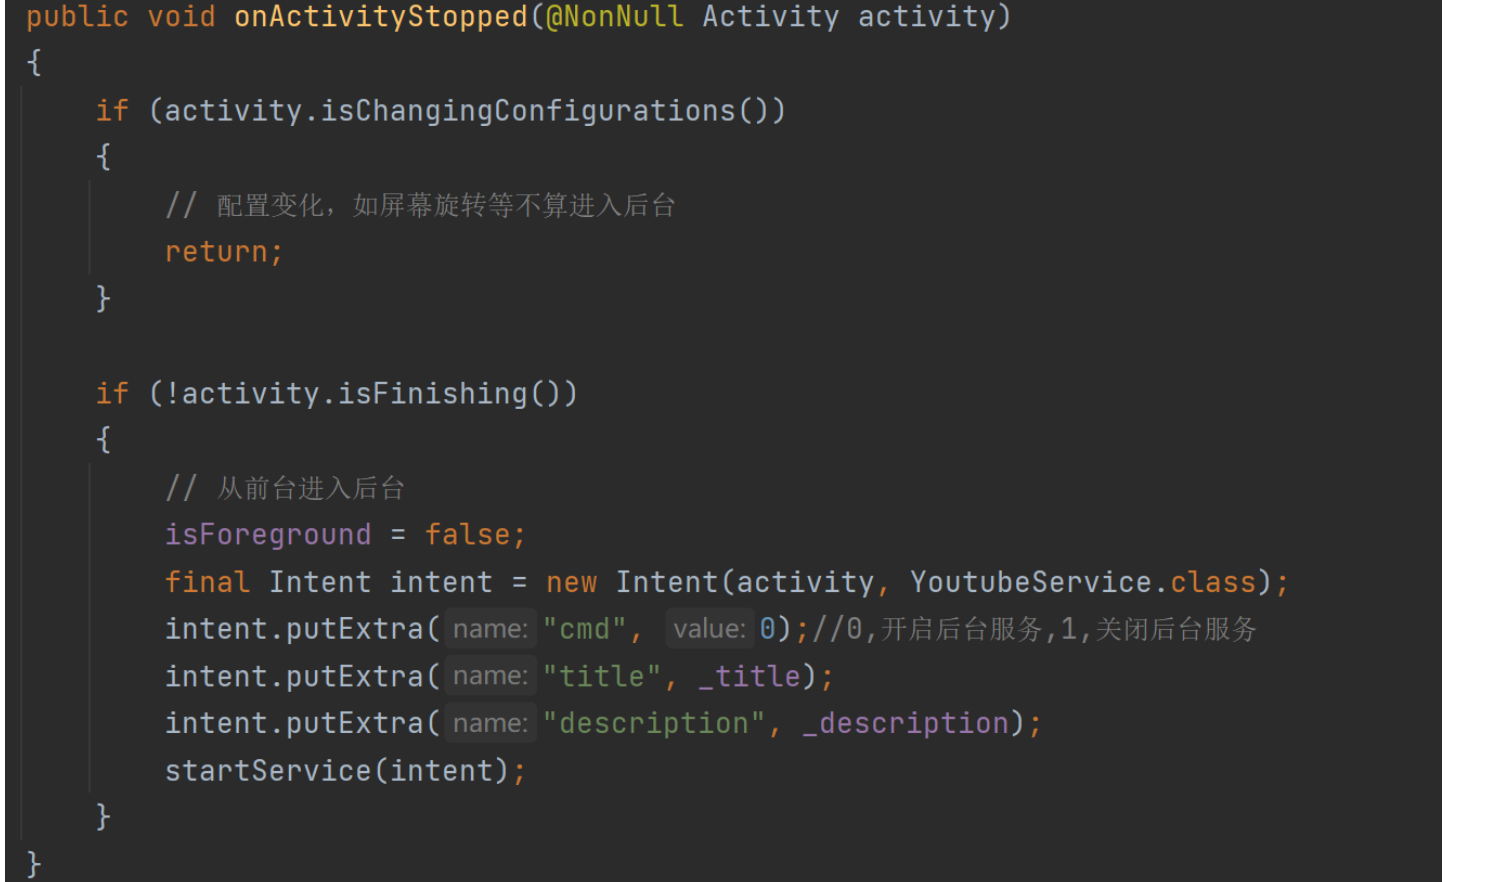 public void onActivityStopped(@NonNull Activity activity)
{
if (activity.isChangingConfigurations())
{
// 配置变化，如屏幕旋转等不算进入后台
return;
}
if (!activity.isFinishing())
{
// 从前台进入后台
isForeground = false;
final Intent intent = new Intent(activity, YoutubeService.class);
intent.putExtra( name: "cmd", value: 0);//0,开启后台服务,1,关闭后台服务
intent.putExtra( name: "title", _title);
intent.putExtra( name: "description", _description);
startService(intent);
}
}